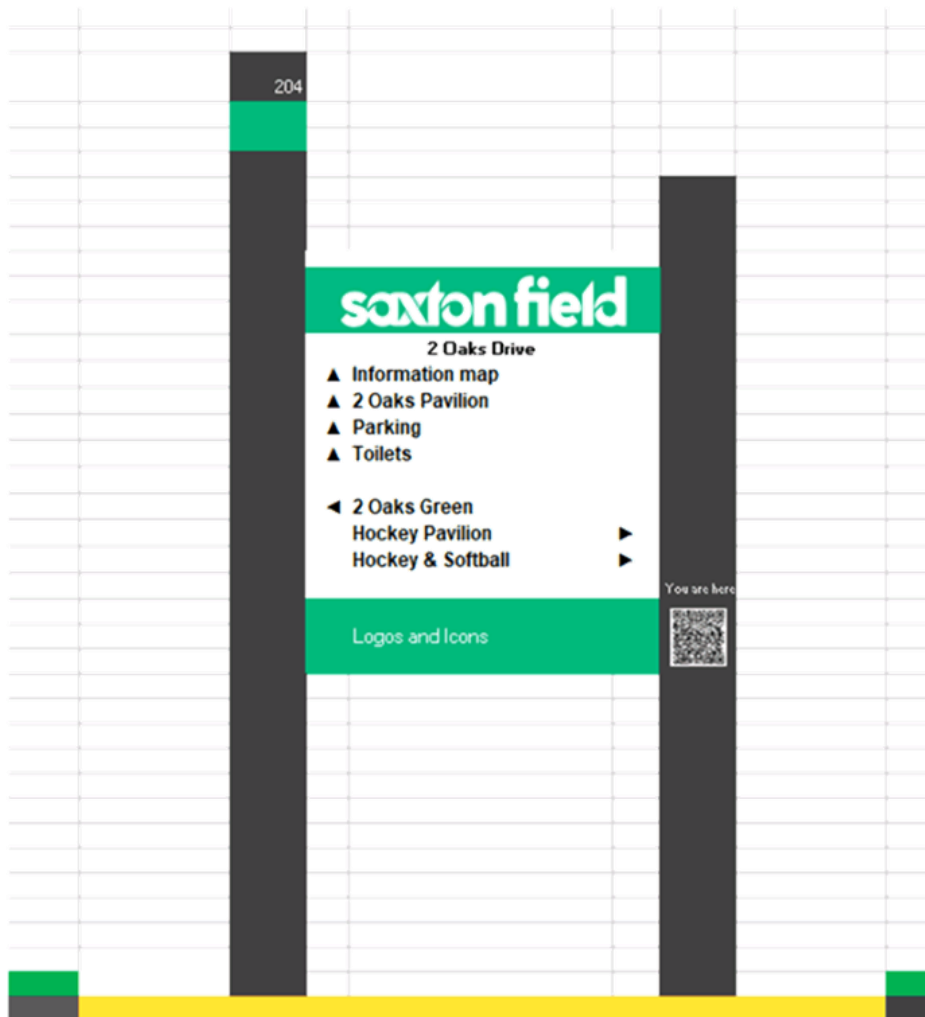 204
saxton field
2 Oaks Drive
▲ Information map
▲ 2 Oaks Pavilion
▲ Parking
▲ Toilets
◄ 2 Oaks Green
Hockey Pavilion ►
Hockey & Softball ►
You are here
Logos and Icons